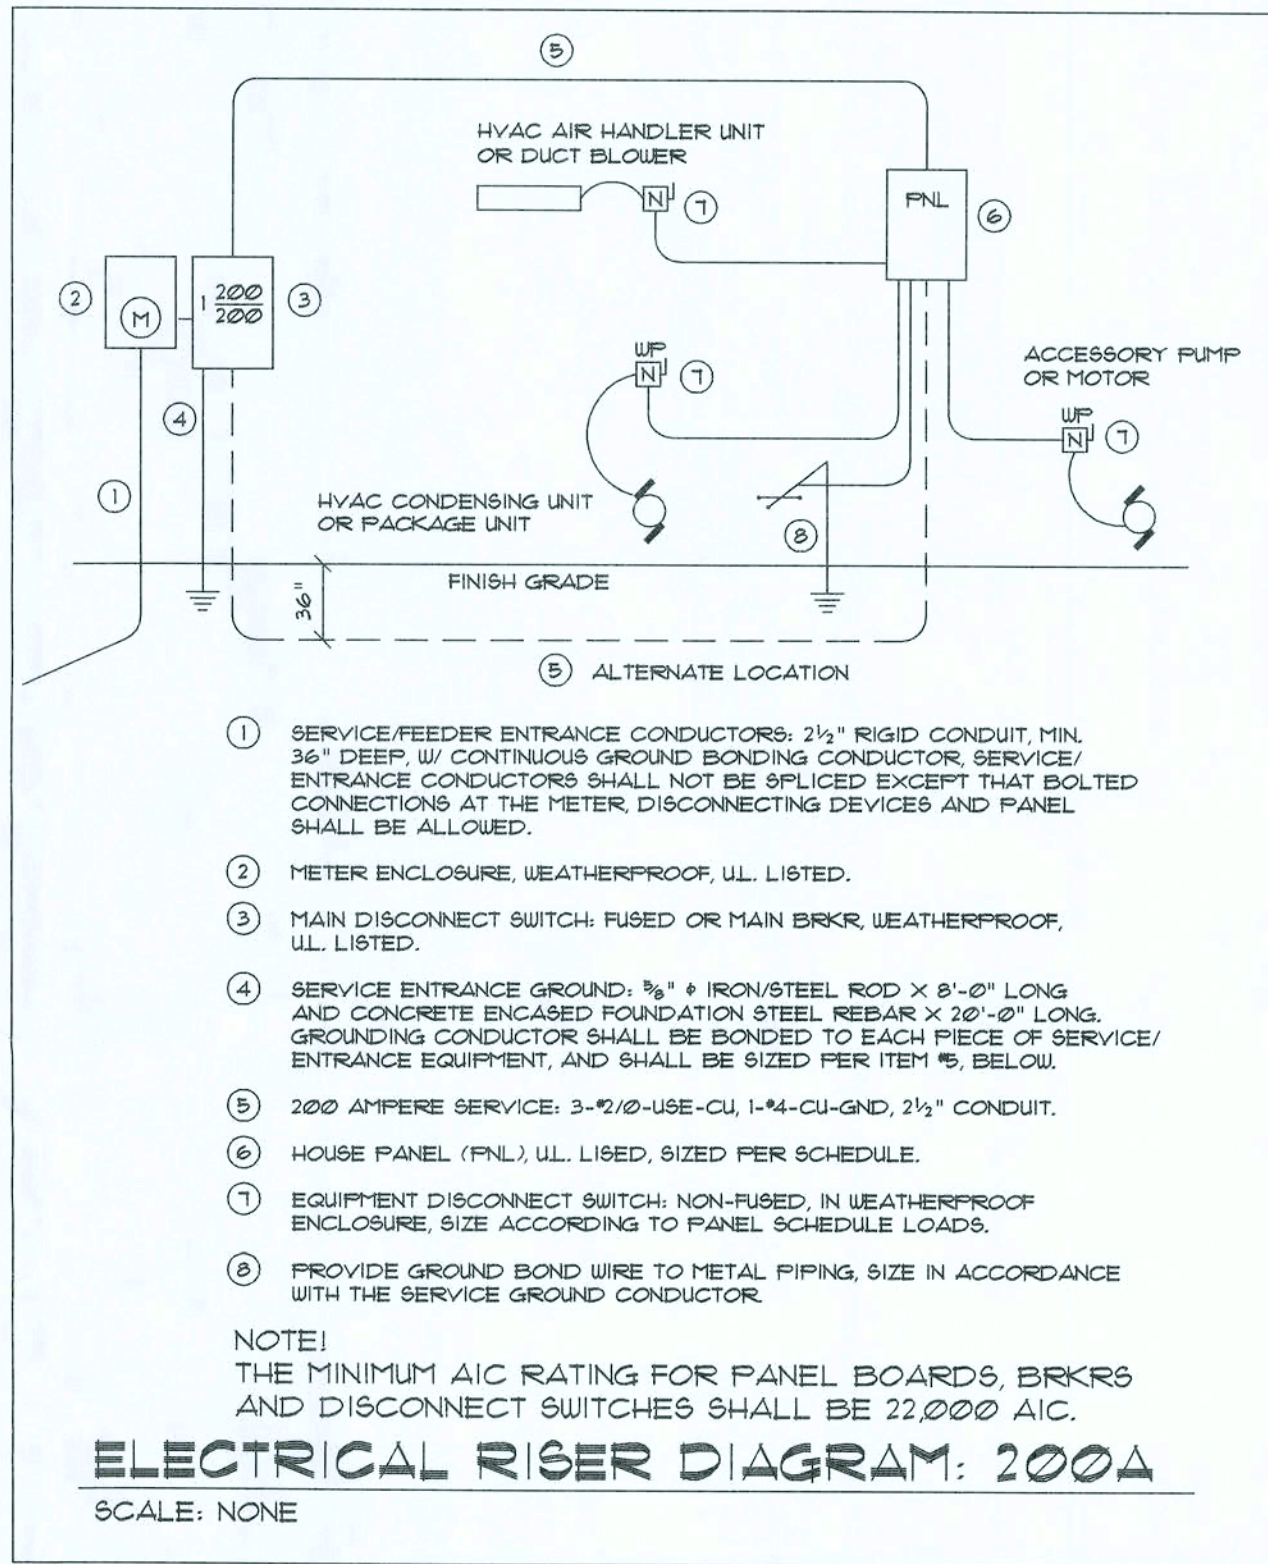 5
HVAC AIR HANDLER UNIT
OR DUCT BLOWER
N
7
PNL
6
2
M
1 200
200
3
WP
N
7
ACCESSORY PUMP
OR MOTOR
WP
N
7
4
1
HVAC CONDENSING UNIT
OR PACKAGE UNIT
8
FINISH GRADE
36"
5 ALTERNATE LOCATION
1 SERVICE/FEEDER ENTRANCE CONDUCTORS: 2½" RIGID CONDUIT, MIN.
36" DEEP, W/ CONTINUOUS GROUND BONDING CONDUCTOR, SERVICE/
ENTRANCE CONDUCTORS SHALL NOT BE SPLICED EXCEPT THAT BOLTED
CONNECTIONS AT THE METER, DISCONNECTING DEVICES AND PANEL
SHALL BE ALLOWED.
2 METER ENCLOSURE, WEATHERPROOF, U.L. LISTED.
3 MAIN DISCONNECT SWITCH: FUSED OR MAIN BRKR, WEATHERPROOF,
U.L. LISTED.
4 SERVICE ENTRANCE GROUND: ⅝" φ IRON/STEEL ROD X 8'-0" LONG
AND CONCRETE ENCASED FOUNDATION STEEL REBAR X 20'-0" LONG.
GROUNDING CONDUCTOR SHALL BE BONDED TO EACH PIECE OF SERVICE/
ENTRANCE EQUIPMENT, AND SHALL BE SIZED PER ITEM #5, BELOW.
5 200 AMPERE SERVICE: 3-#2/0-USE-CU, 1-#4-CU-GND, 2½" CONDUIT.
6 HOUSE PANEL (PNL), U.L. LISED, SIZED PER SCHEDULE.
7 EQUIPMENT DISCONNECT SWITCH: NON-FUSED, IN WEATHERPROOF
ENCLOSURE, SIZE ACCORDING TO PANEL SCHEDULE LOADS.
8 PROVIDE GROUND BOND WIRE TO METAL PIPING, SIZE IN ACCORDANCE
WITH THE SERVICE GROUND CONDUCTOR.
NOTE!
THE MINIMUM AIC RATING FOR PANEL BOARDS, BRKRS
AND DISCONNECT SWITCHES SHALL BE 22,000 AIC.
ELECTRICAL RISER DIAGRAM: 200A
SCALE: NONE